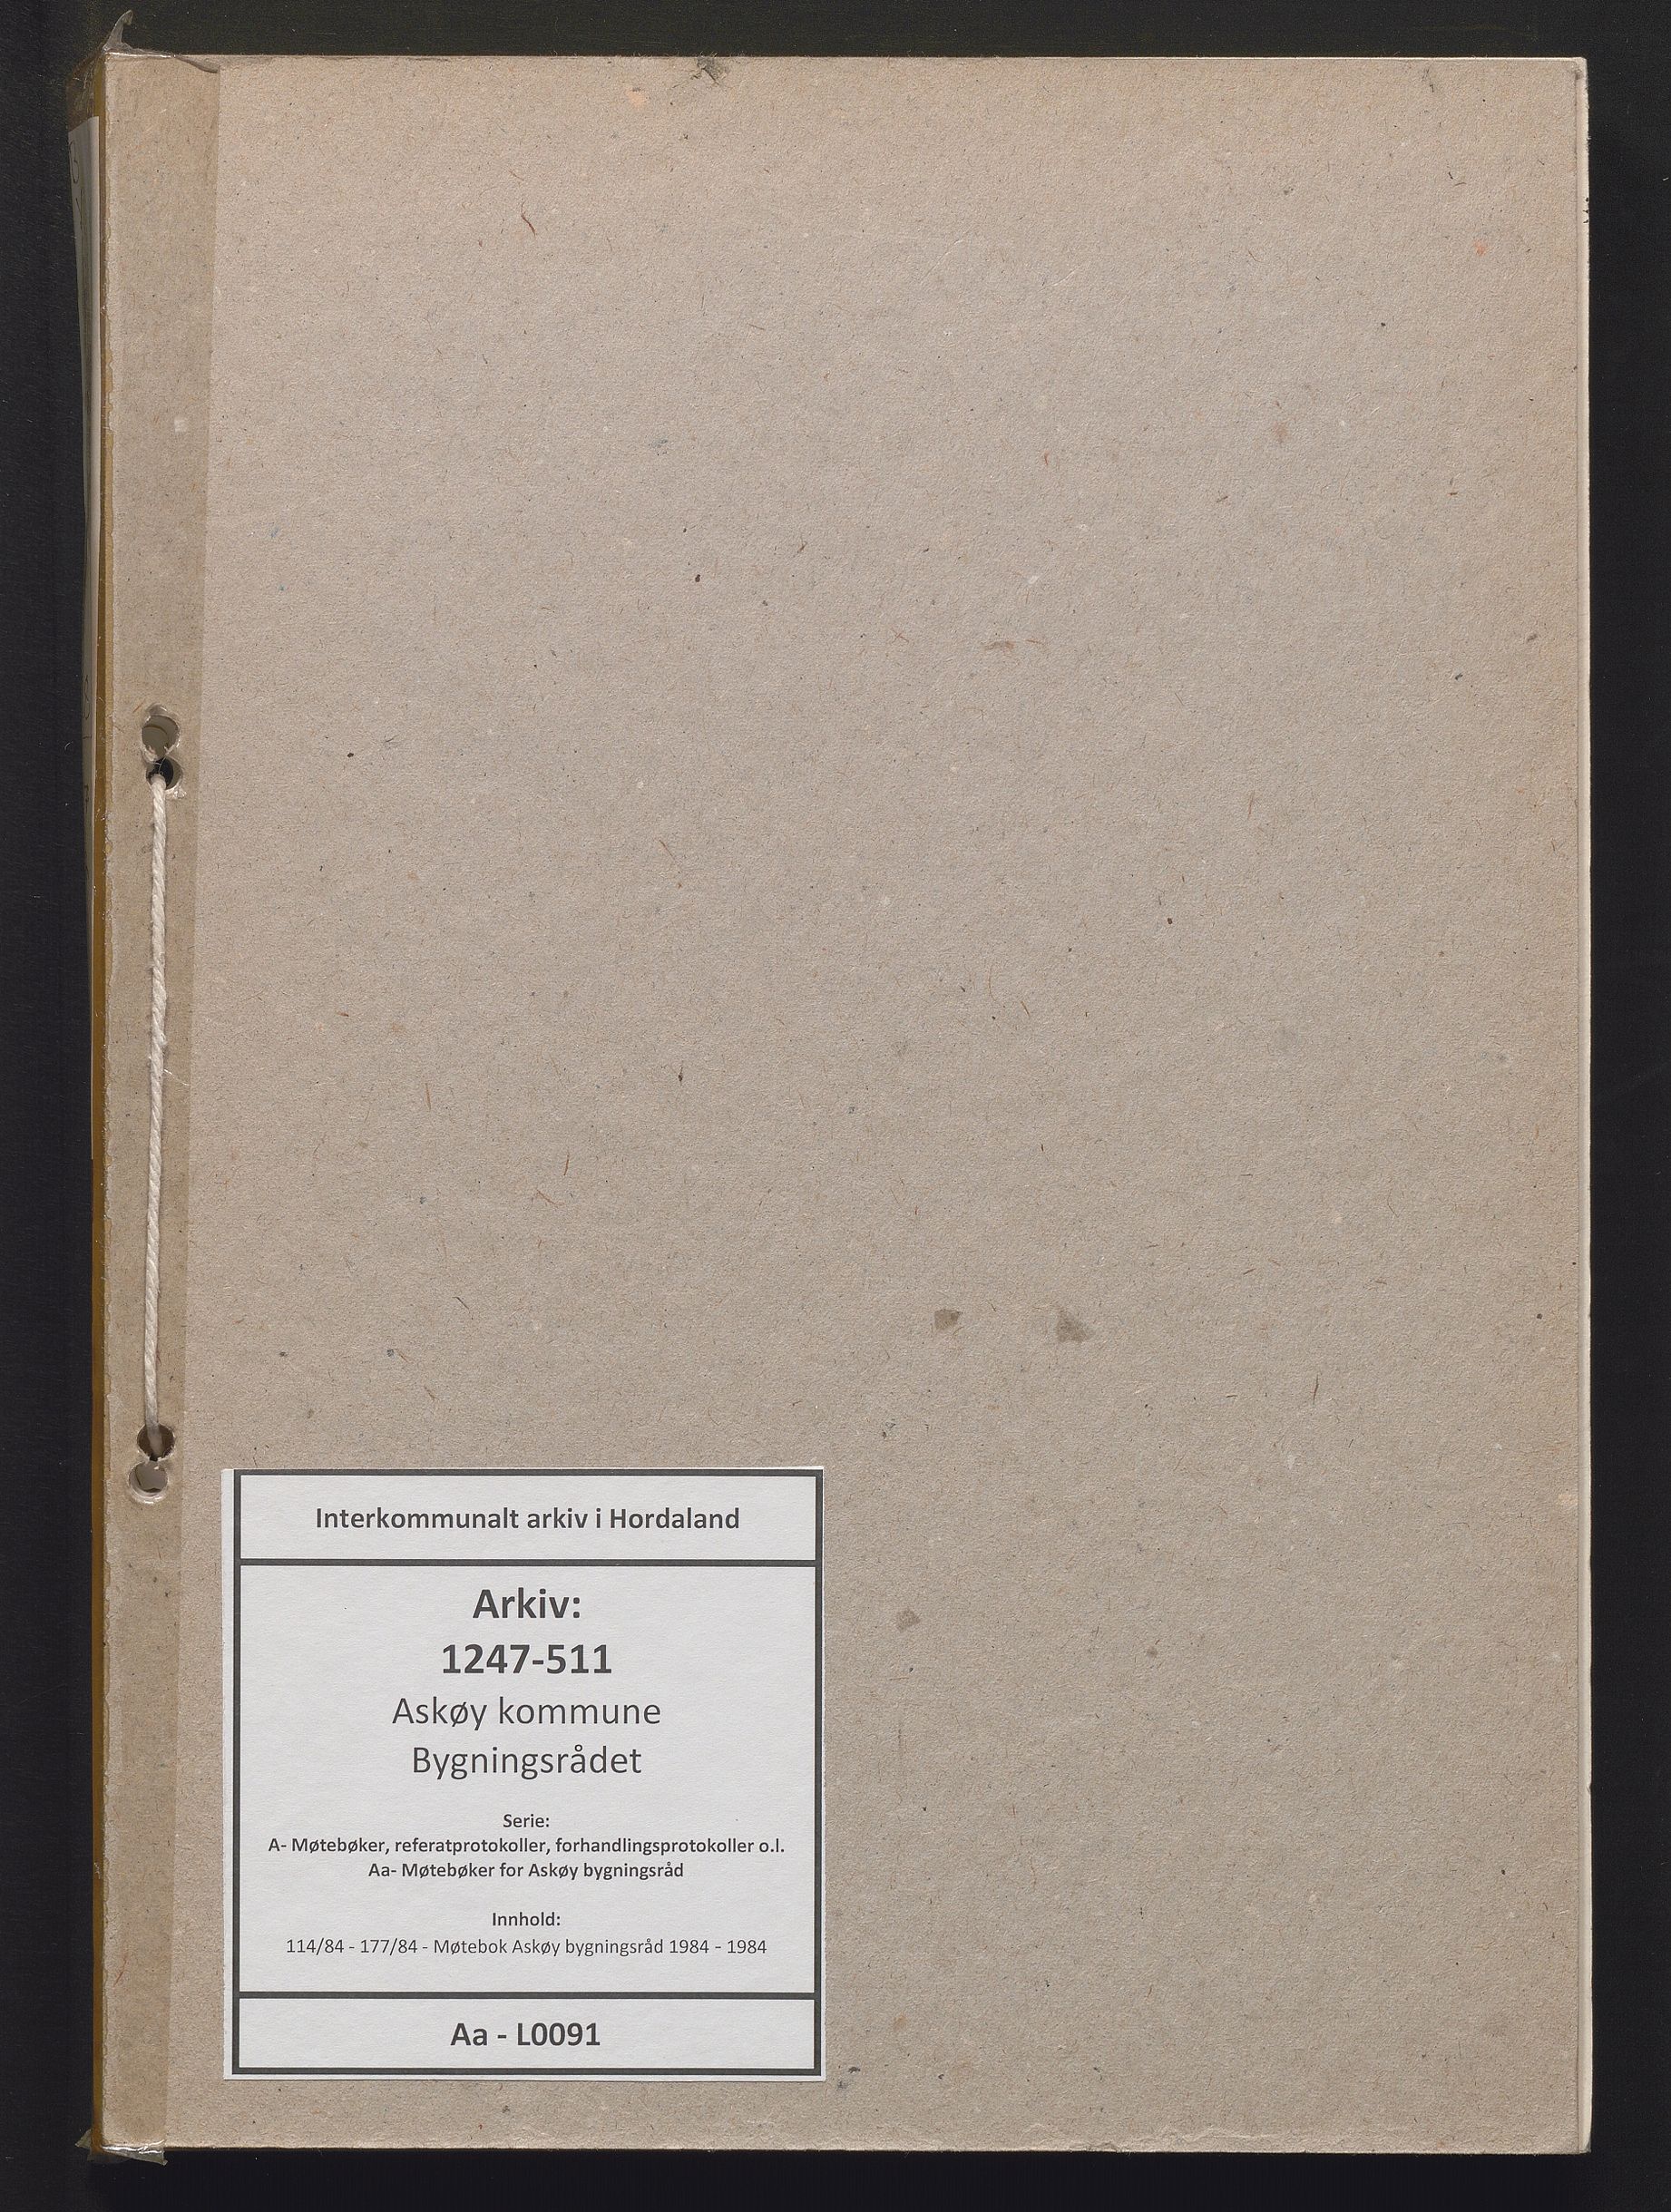 Interkommunalt arkiv i Hordaland
Arkiv:
1247-511
Askøy kommune
Bygningsrådet
Serie:
A- Møtebøker, referatprotokoller, forhandlingsprotokoller o.l.
Aa- Møtebøker for Askøy bygningsråd
Innhold:
114/84 - 177/84 - Møtebok Askøy bygningsråd 1984 - 1984
Aa - L0091